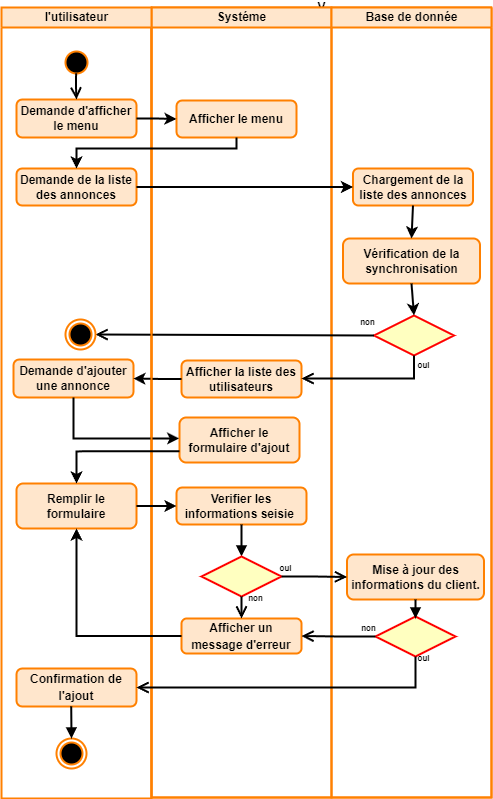 l'utilisateur
Système
Base de donnée
Demande d'afficher
le menu
Afficher le menu
Demande de la liste
des annonces
Chargement de la
liste des annonces
Vérification de la
synchronisation
non
oui
Demande d'ajouter
une annonce
Afficher la liste des
utilisateurs
Afficher le
formulaire d'ajout
Remplir le
formulaire
Verifier les
informations seisie
oui
non
Mise à jour des
informations du client.
non
oui
Afficher un
message d'erreur
Confirmation de
l'ajout